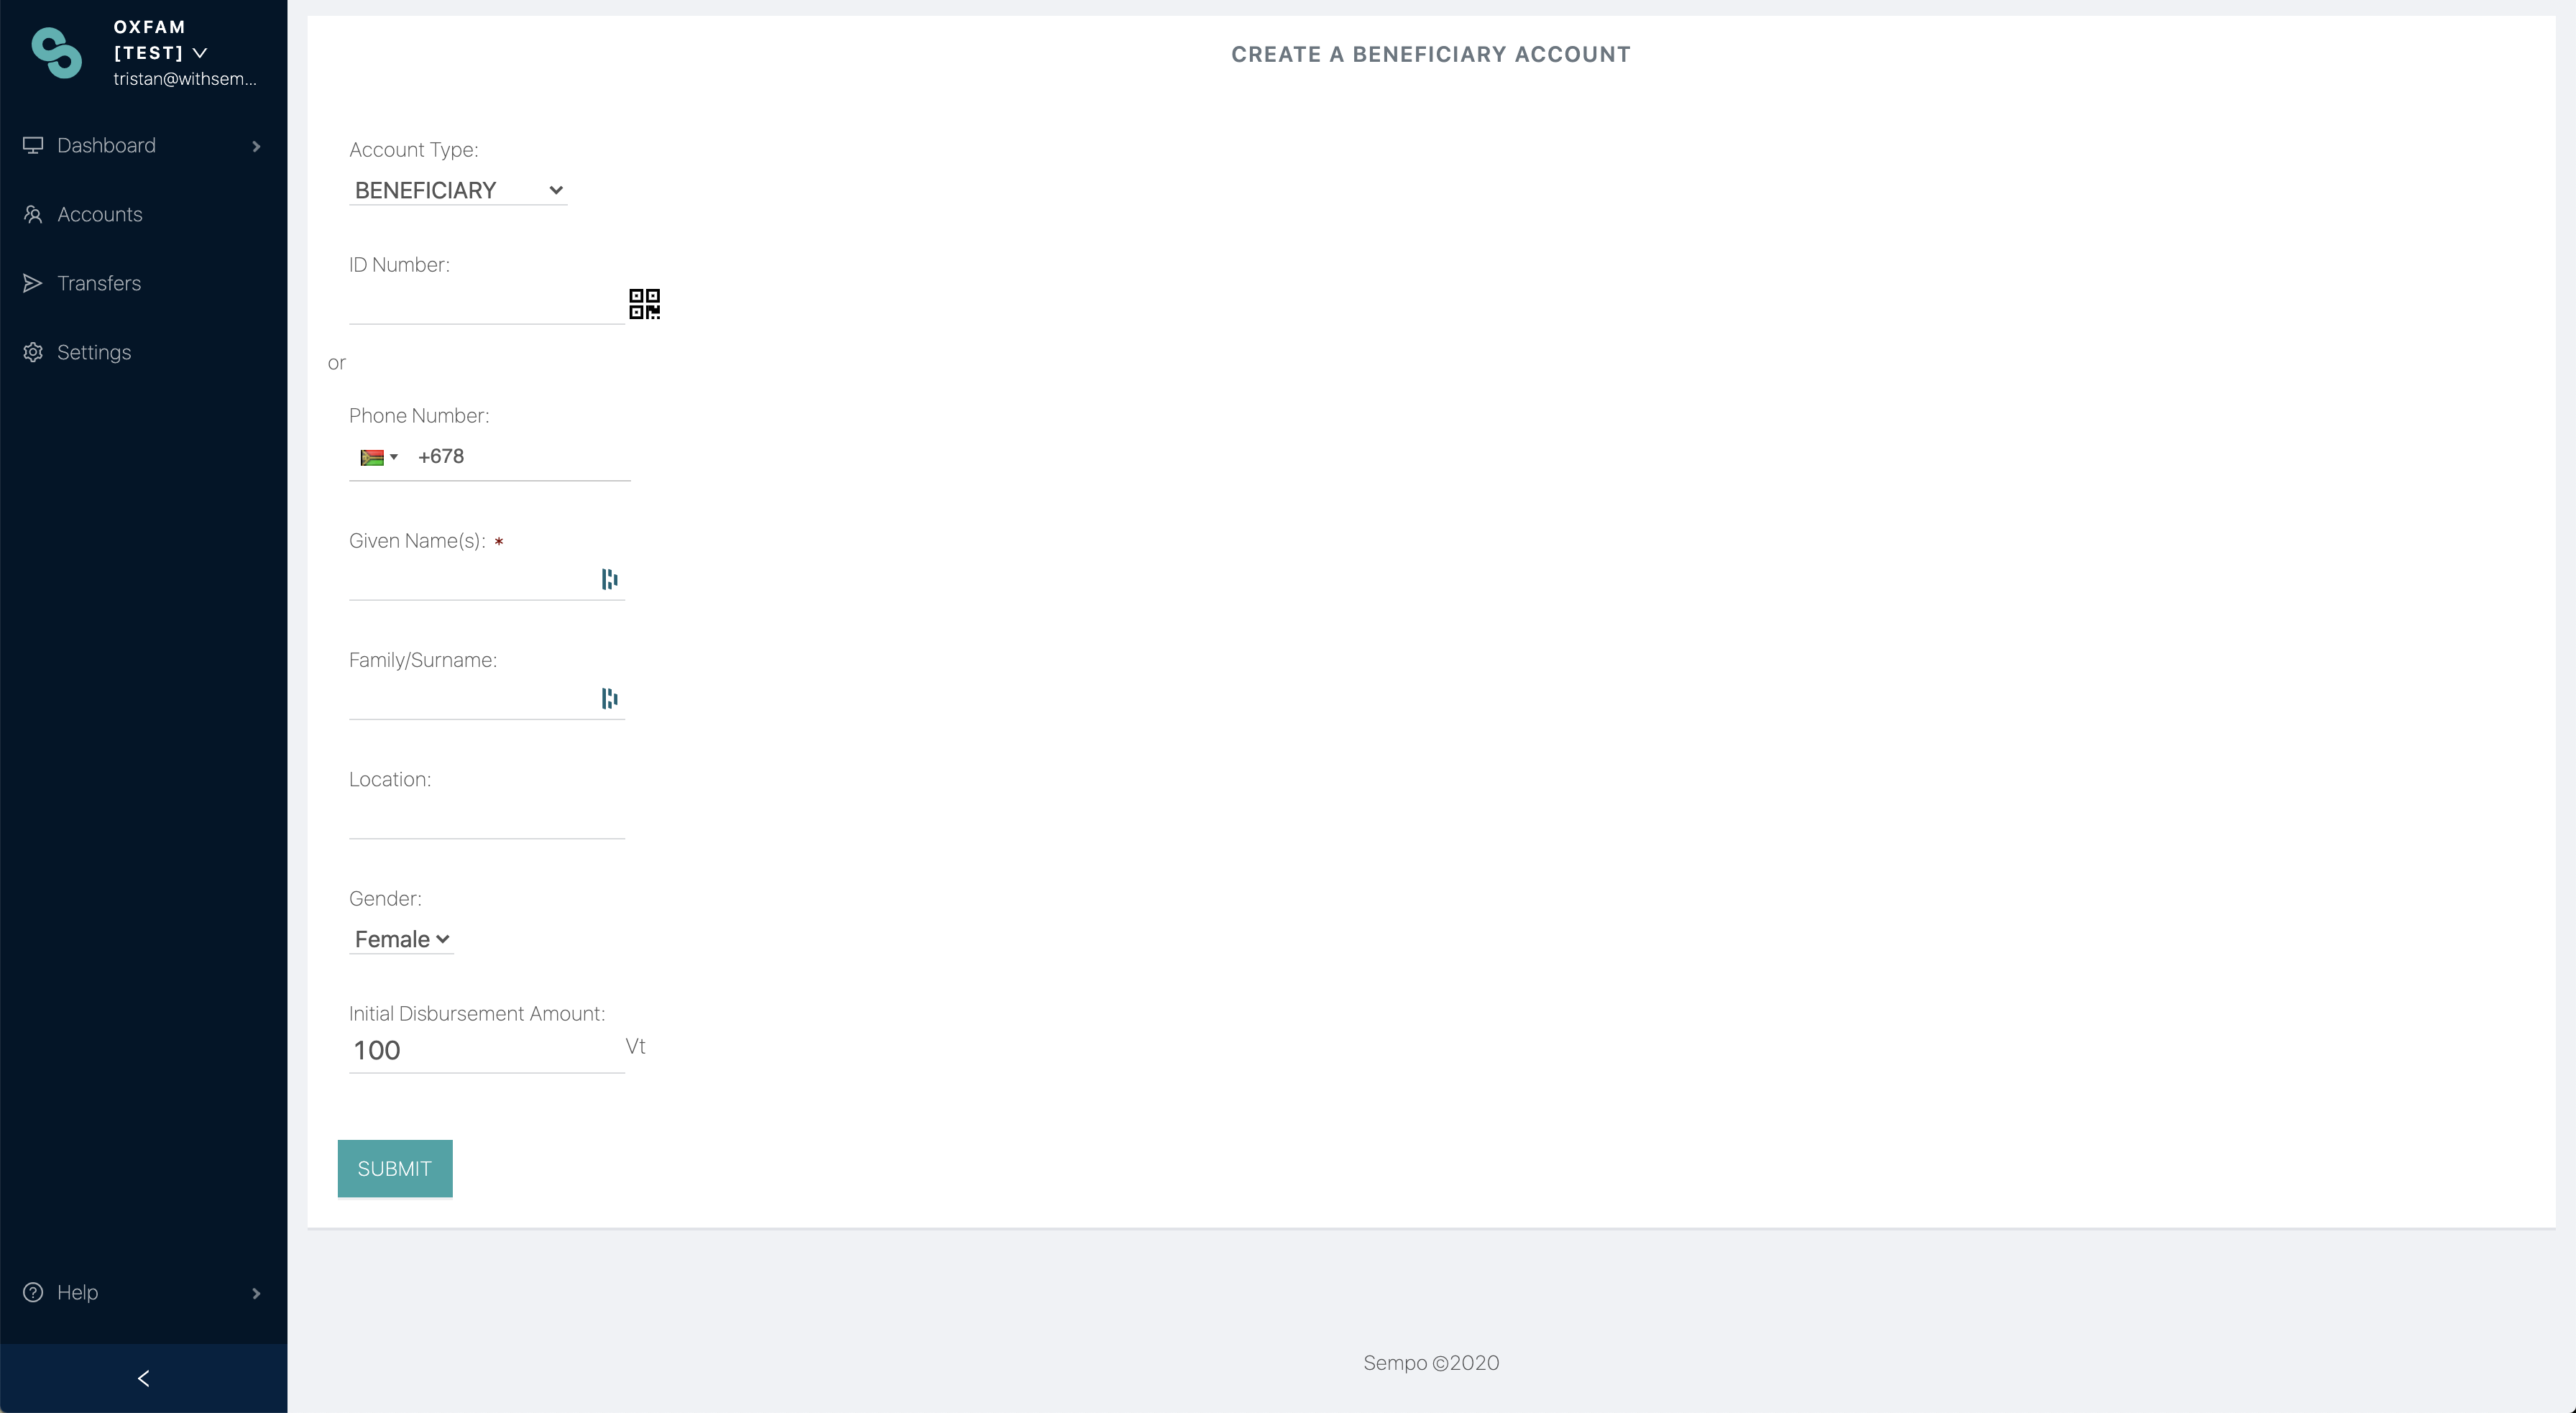 OXFAM
[TEST]
tristan@withsem...
Dashboard
Accounts
Transfers
Settings
Help
CREATE A BENEFICIARY ACCOUNT
Account Type:
BENEFICIARY
ID Number:
or
Phone Number:
+678
Given Name(s): *
Family/Surname:
Location:
Gender:
Female
Initial Disbursement Amount:
100 Vt
SUBMIT
Sempo ©2020